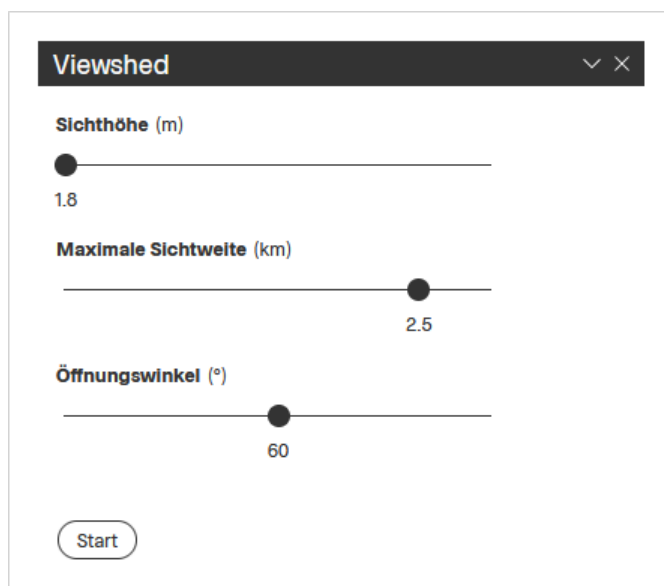 Viewshed
Sichthöhe (m)
1.8
Maximale Sichtweite (km)
2.5
Öffnungswinkel (°)
60
Start